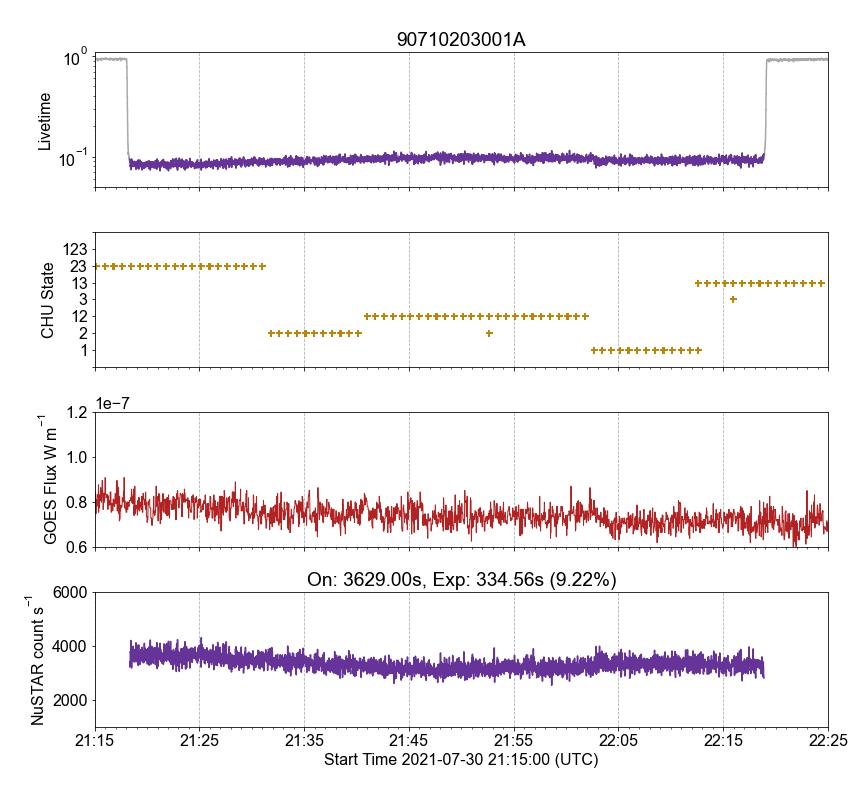 90710203001A
10^0
10^−1
Livetime
123
23
13
3
12
2
1
CHU State
1e−7
1.2
1.0
0.8
0.6
GOES Flux W m^−1
On: 3629.00s, Exp: 334.56s (9.22%)
6000
4000
2000
NuSTAR count s^−1
21:15 21:25 21:35 21:45 21:55 22:05 22:15 22:25
Start Time 2021-07-30 21:15:00 (UTC)